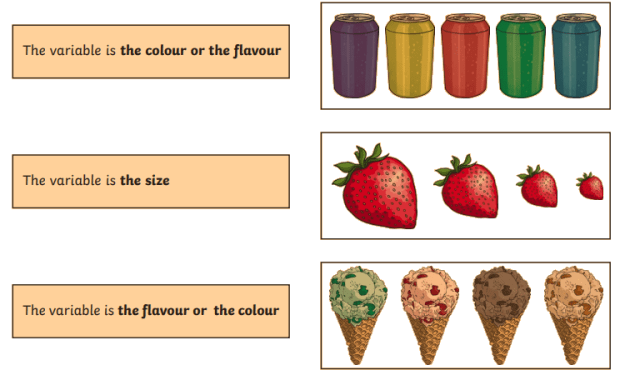 The variable is the colour or the flavour
The variable is the size
The variable is the flavour or the colour